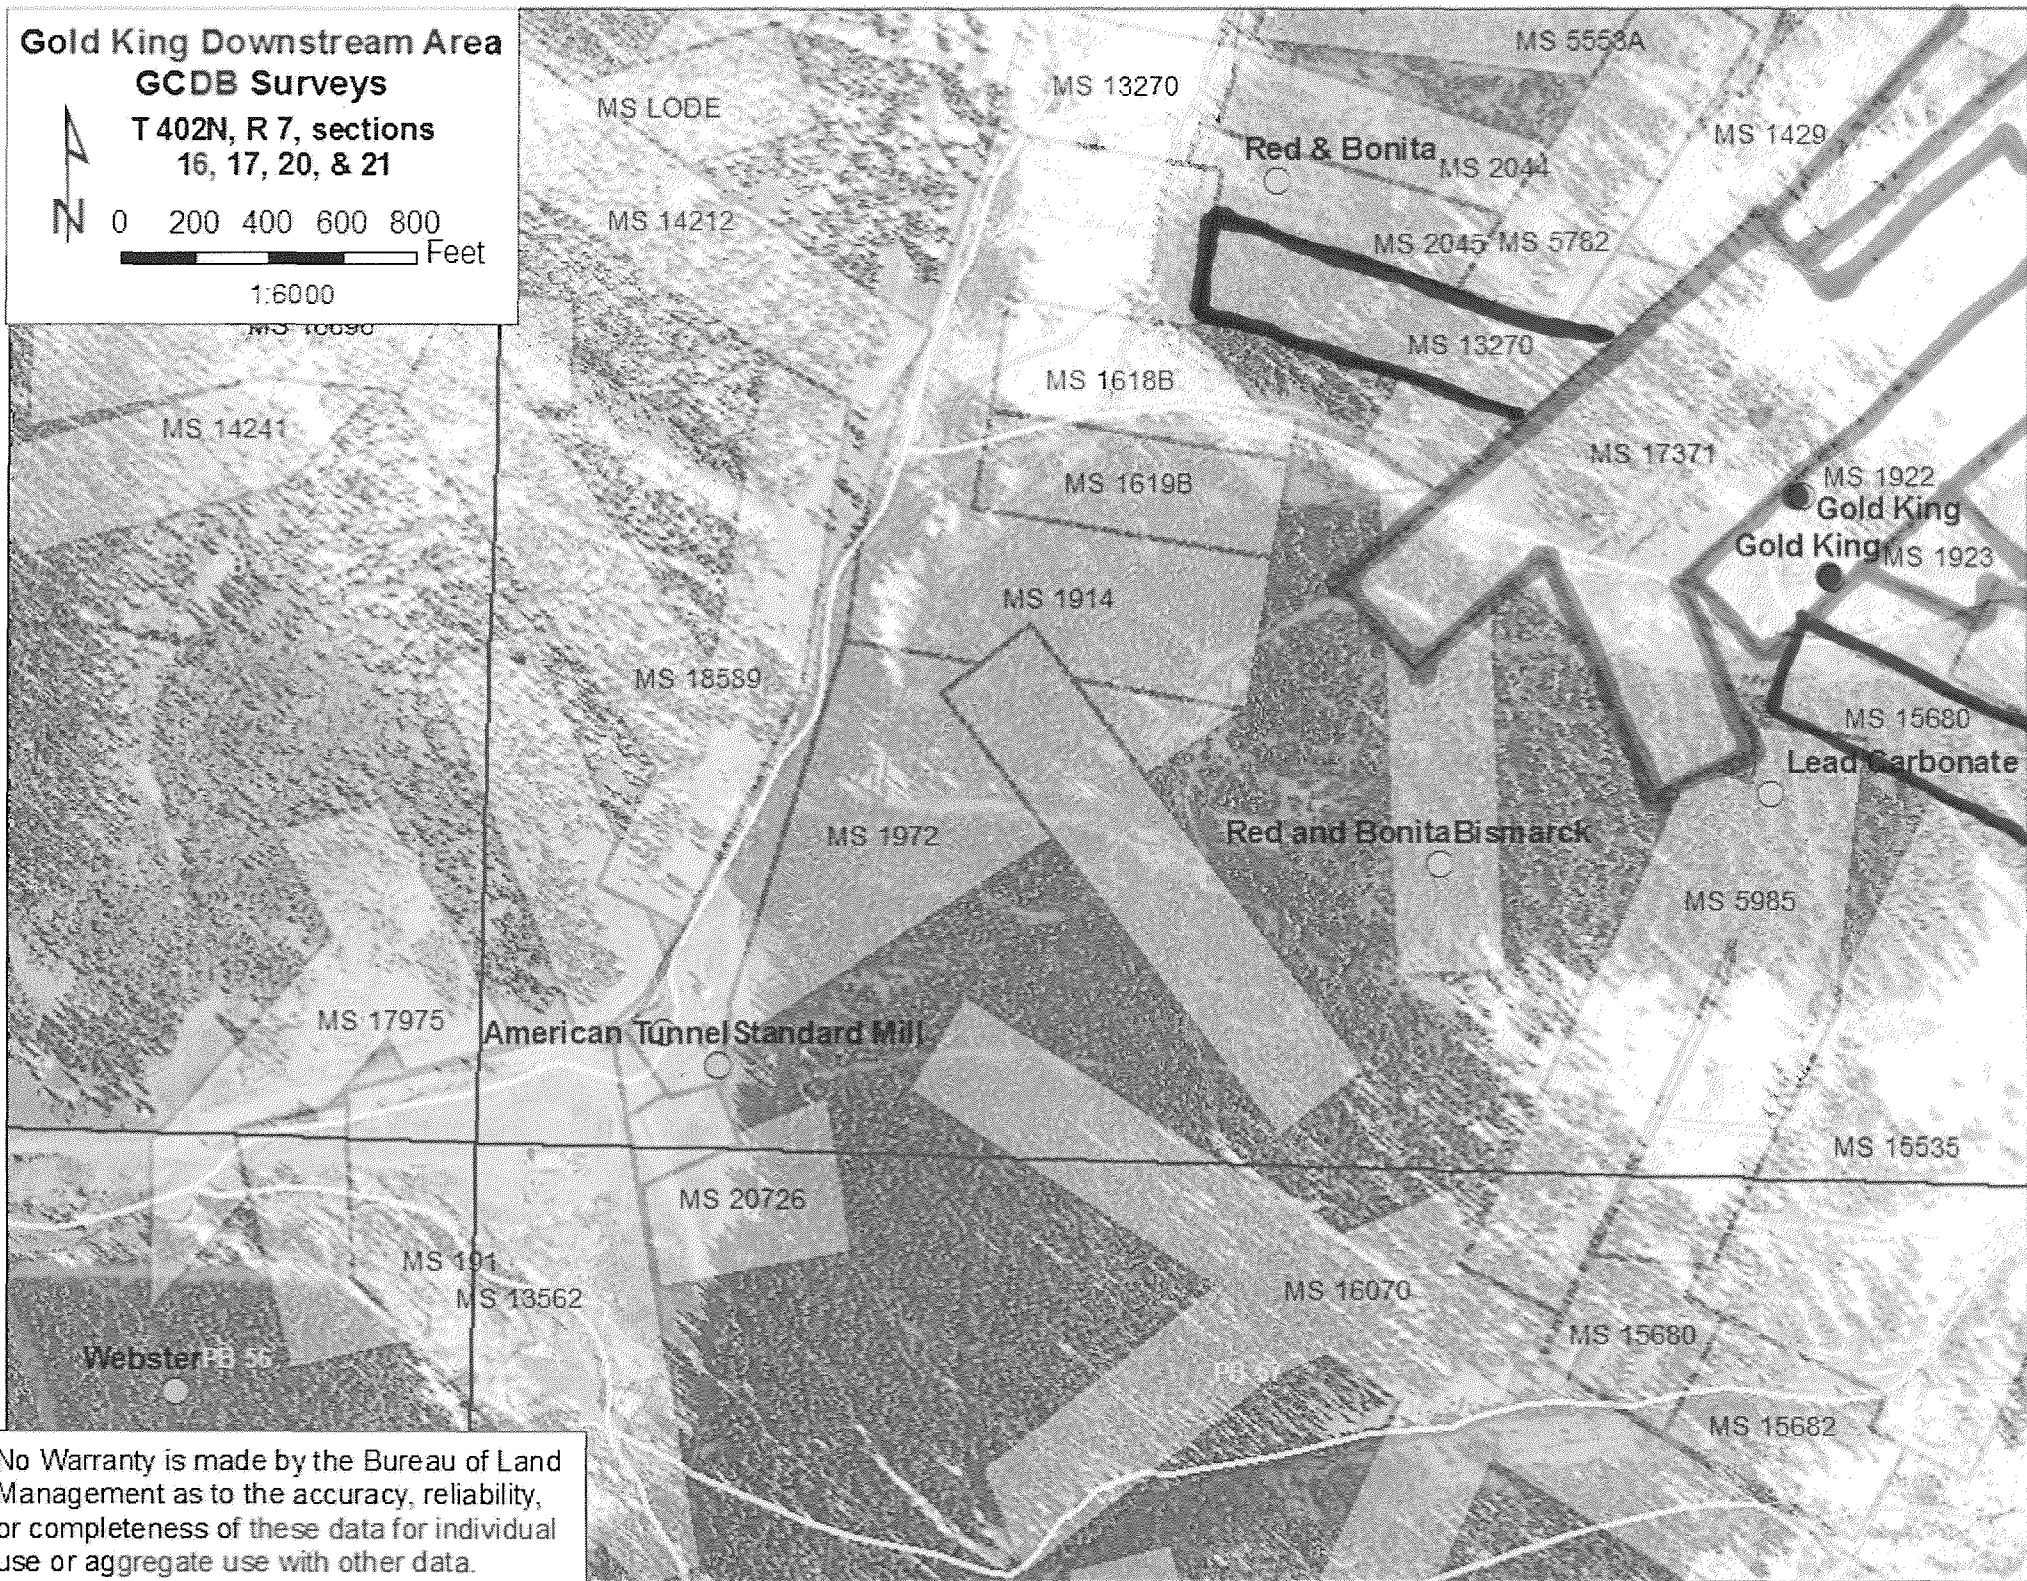 Gold King Downstream Area
GCDB Surveys
T 402N, R 7, sections
16, 17, 20, & 21
N
0 200 400 600 800
Feet
1:6000
MS 5553A
MS 13270
MS LODE
MS 1429
Red & Bonita
MS 2044
MS 14212
MS 2045
MS 5782
MS 13270
MS 1618B
MS 14241
MS 17371
MS 1922
MS 1619B
Gold King
Gold King
MS 1923
MS 1914
MS 18589
MS 15680
Lead Carbonate
MS 1972
Red and Bonita
Bismarck
MS 5985
MS 17975
American Tunnel
Standard Mill
MS 15535
MS 20726
MS 191
MS 13562
MS 16070
MS 15680
Webster
PB 56
PB 57
MS 15682
No Warranty is made by the Bureau of Land
Management as to the accuracy, reliability,
or completeness of these data for individual
use or aggregate use with other data.